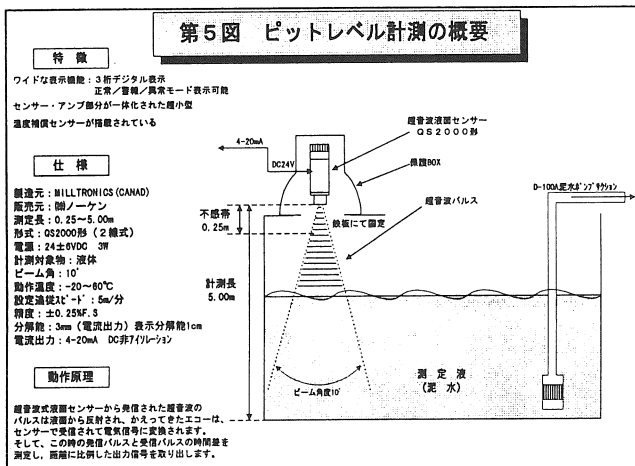 第5図 ピットレベル計測の概要
特徴
ワイドな表示機能：3桁デジタル表示
正常／警報／異常モード表示可能
センサー・アンプ部分が一体化された超小型
温度補償センサーが搭載されている
仕様
製造元：MILLTRONICS(CANAD)
販売元：㈱ノーケン
測定長：0.25～5.00m
形式：QS2000形（2線式）
電源：24±6VDC 3W
計測対象物：液体
ビーム角：10°
動作温度：-20～60℃
設定追従ｽﾋﾟｰﾄﾞ：5m/分
精度：±0.25%F.S
分解能：3mm（電流出力）表示分解能1cm
電流出力：4-20mA DC非ｱｲｿﾚｰｼｮﾝ
動作原理
超音波式液面センサーから発信された超音波の
パルスは液面から反射され、かえってきたエコーは、
センサーで受信されて電気信号に変換されます。
そして、この時の発信パルスと受信パルスの時間差を
測定し、距離に比例した出力信号を取り出します。
4-20mA
DC24V
超音波液面センサー
QS2000形
保護BOX
超音波パルス
鉄板にて固定
不感帯
0.25m
計測長
5.00m
ビーム角度10°
測定液
（泥水）
D-100A泥水ﾎﾟﾝﾌﾟｻｸｼｮﾝ